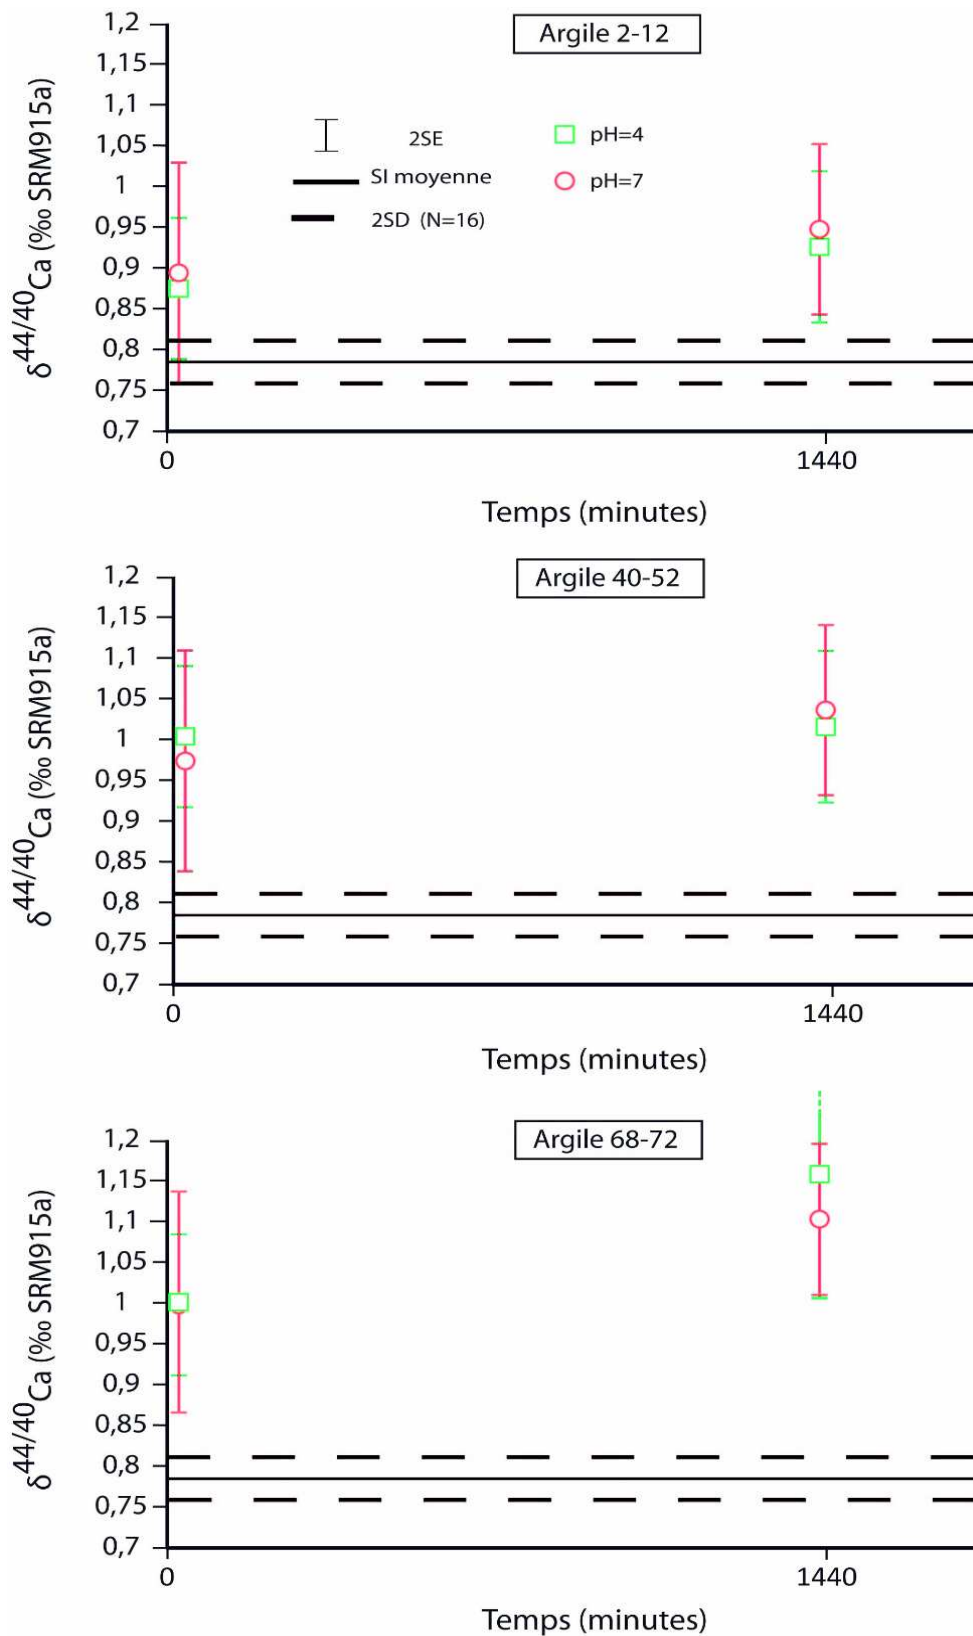 Argile 2-12
1,2
1,15
1,1
1,05
1
0,95
0,9
0,85
0,8
0,75
0,7
δ44/40Ca (‰ SRM915a)
2SE
SI moyenne
2SD (N=16)
pH=4
pH=7
0 1440
Temps (minutes)
Argile 40-52
1,2
1,15
1,1
1,05
1
0,95
0,9
0,85
0,8
0,75
0,7
δ44/40Ca (‰ SRM915a)
0 1440
Temps (minutes)
Argile 68-72
1,2
1,15
1,1
1,05
1
0,95
0,9
0,85
0,8
0,75
0,7
δ44/40Ca (‰ SRM915a)
0 1440
Temps (minutes)